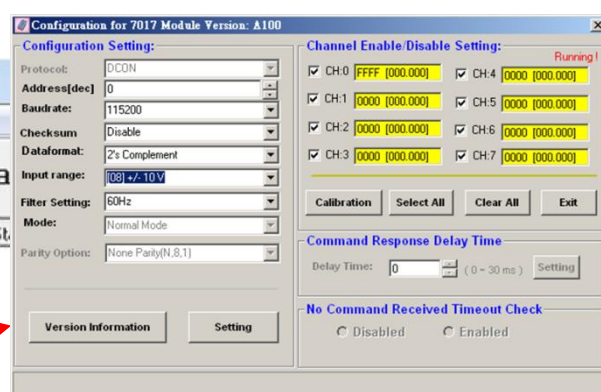 Configuration for 7017 Module Version: A100
Configuration Setting:
Protocol: DCON
Address[dec] 0
Baudrate: 115200
Checksum Disable
Dataformat: 2's Complement
Input range: [08] +/- 10 V
Filter Setting: 60Hz
Mode: Normal Mode
Parity Option: None Parity(N,8,1)
Version Information Setting
Channel Enable/Disable Setting:
Running !
CH:0 FFFF [000.000] CH:4 0000 [000.000]
CH:1 0000 [000.000] CH:5 0000 [000.000]
CH:2 0000 [000.000] CH:6 0000 [000.000]
CH:3 0000 [000.000] CH:7 0000 [000.000]
Calibration Select All Clear All Exit
Command Response Delay Time
Delay Time: 0 ( 0 ~ 30 ms ) Setting
No Command Received Timeout Check
Disabled Enabled